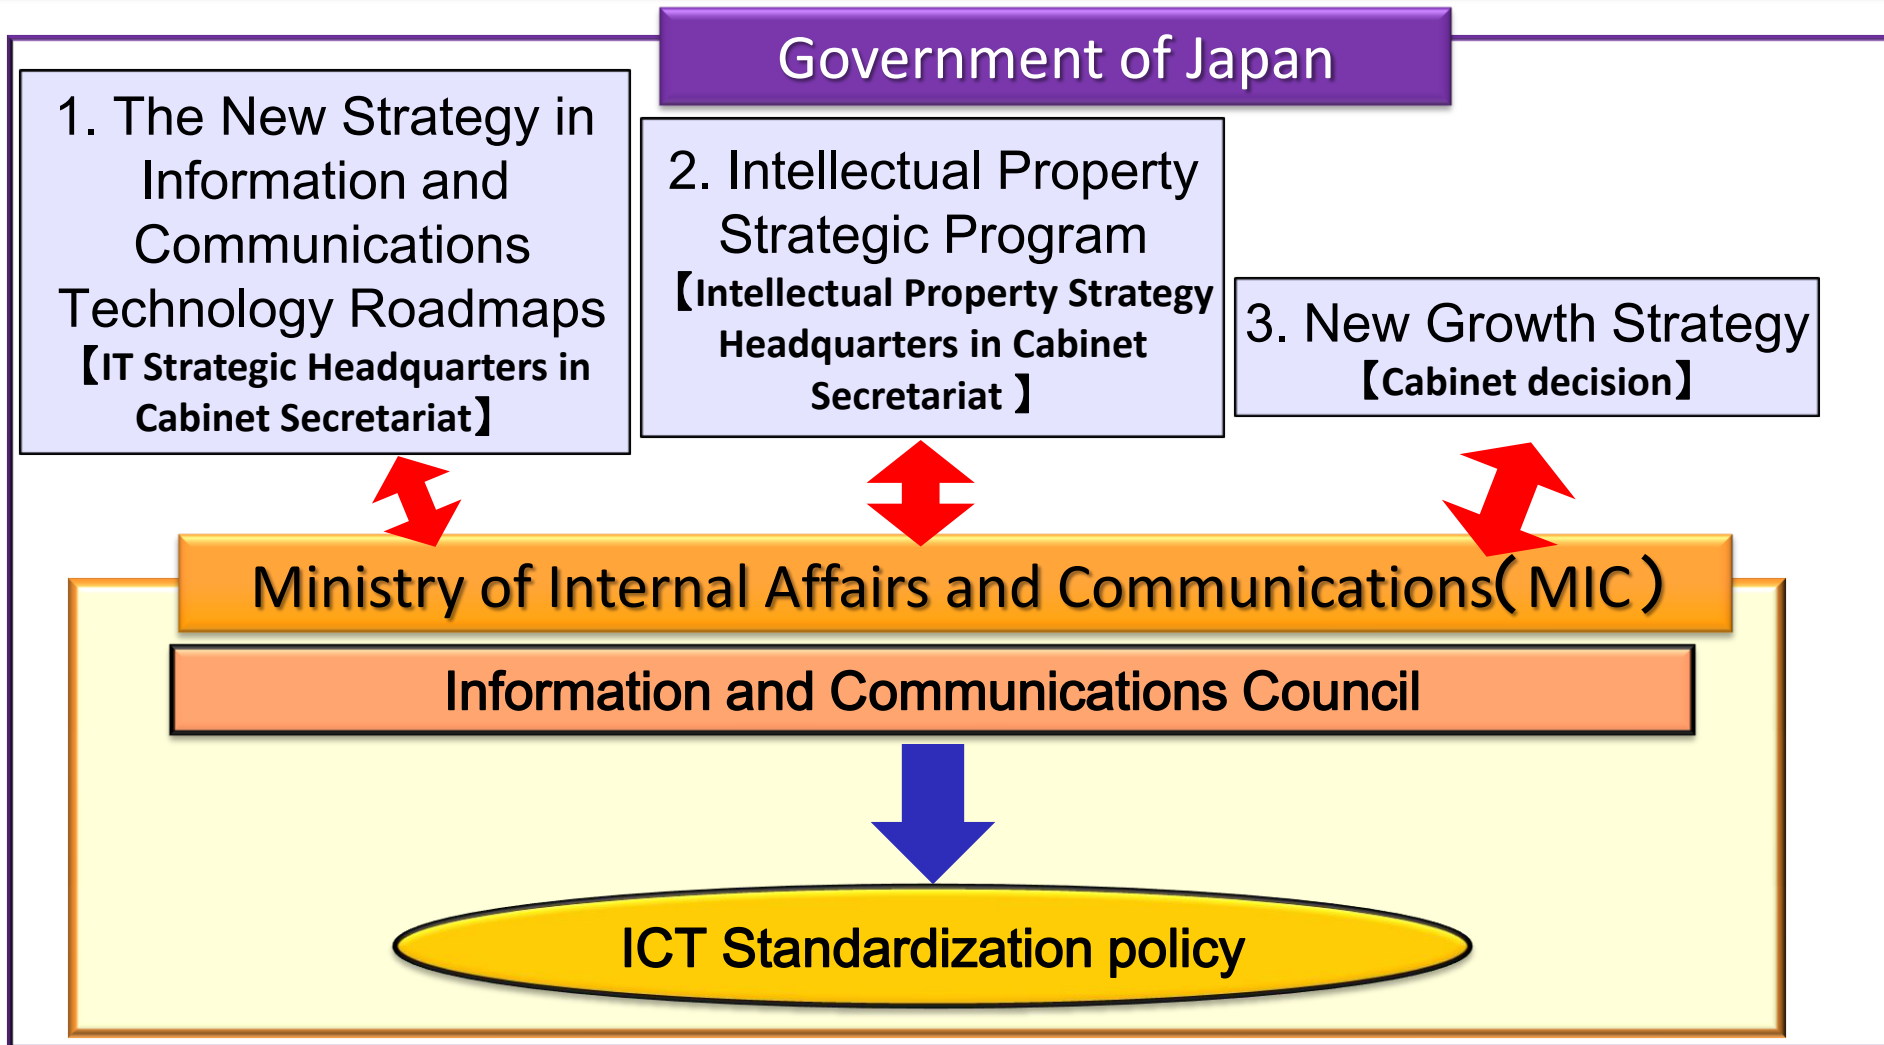 Government of Japan
1. The New Strategy in
Information and
Communications
Technology Roadmaps
【IT Strategic Headquarters in
Cabinet Secretariat】
2. Intellectual Property
Strategic Program
【Intellectual Property Strategy
Headquarters in Cabinet
Secretariat 】
3. New Growth Strategy
【Cabinet decision】
Ministry of Internal Affairs and Communications(MIC)
Information and Communications Council
ICT Standardization policy